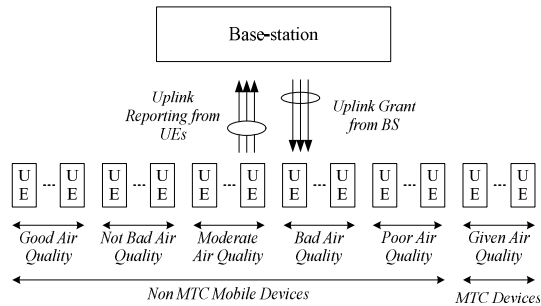 Base-station
Uplink
Reporting from
UEs
Uplink Grant
from BS
U
E
...
U
E
U
E
...
U
E
U
E
...
U
E
U
E
...
U
E
U
E
...
U
E
U
E
...
U
E
Good Air
Quality
Not Bad Air
Quality
Moderate
Air Quality
Bad Air
Quality
Poor Air
Quality
Given Air
Quality
Non MTC Mobile Devices
MTC Devices